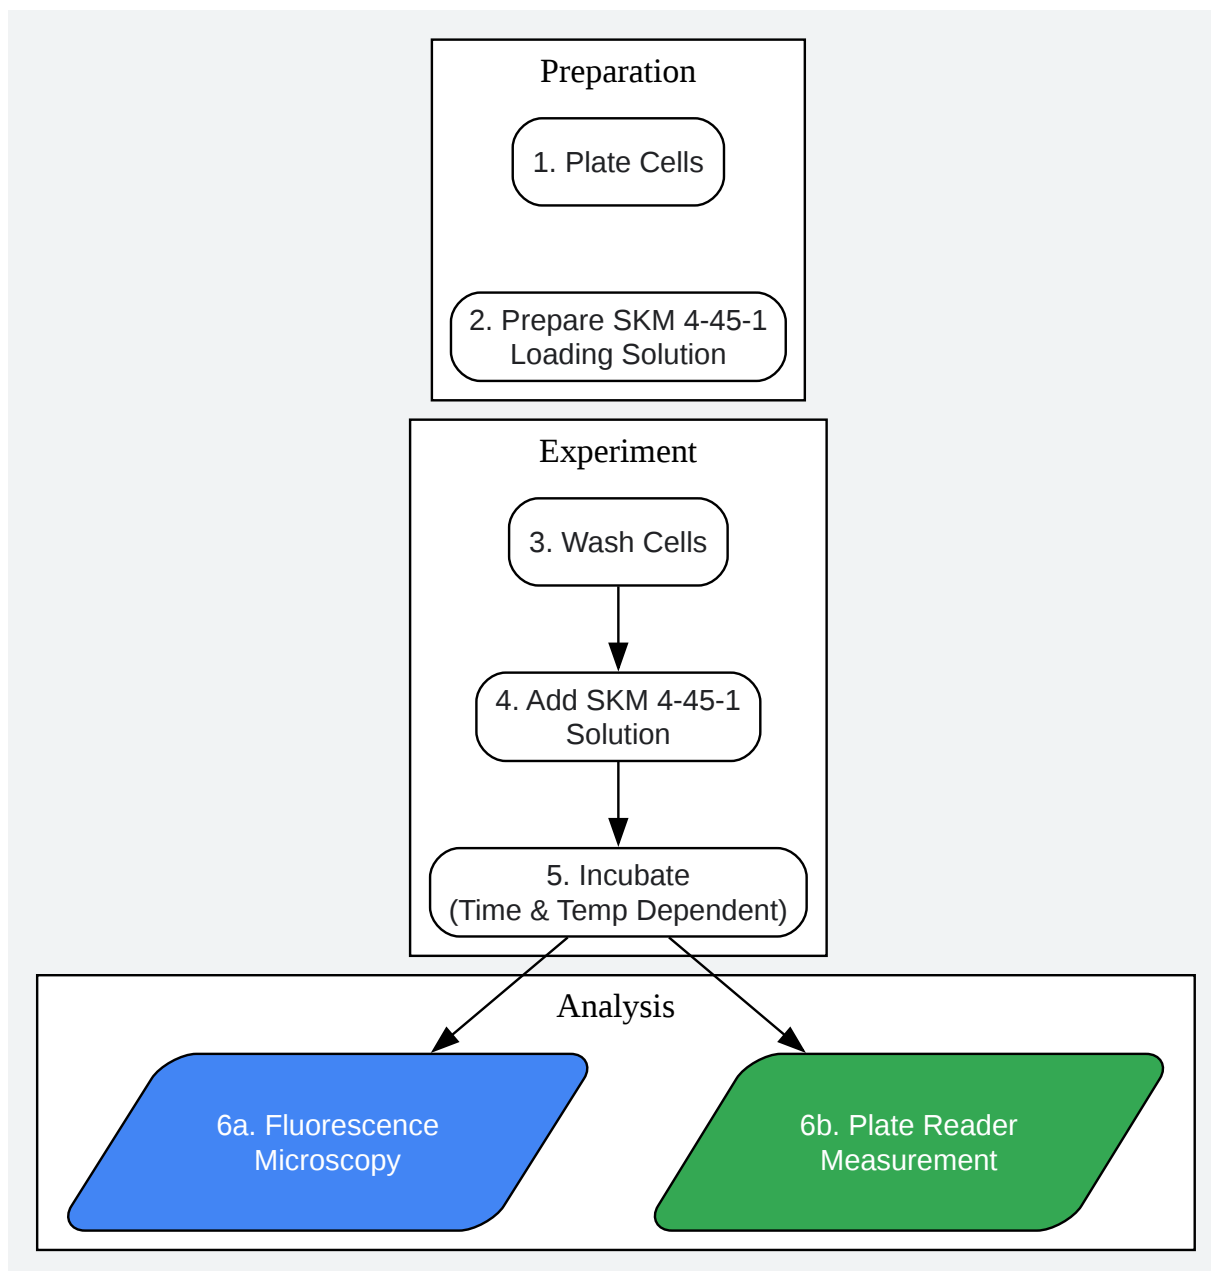 Preparation
1. Plate Cells
2. Prepare SKM 4-45-1
Loading Solution
Experiment
3. Wash Cells
4. Add SKM 4-45-1
Solution
5. Incubate
(Time & Temp Dependent)
Analysis
6a. Fluorescence
Microscopy
6b. Plate Reader
Measurement